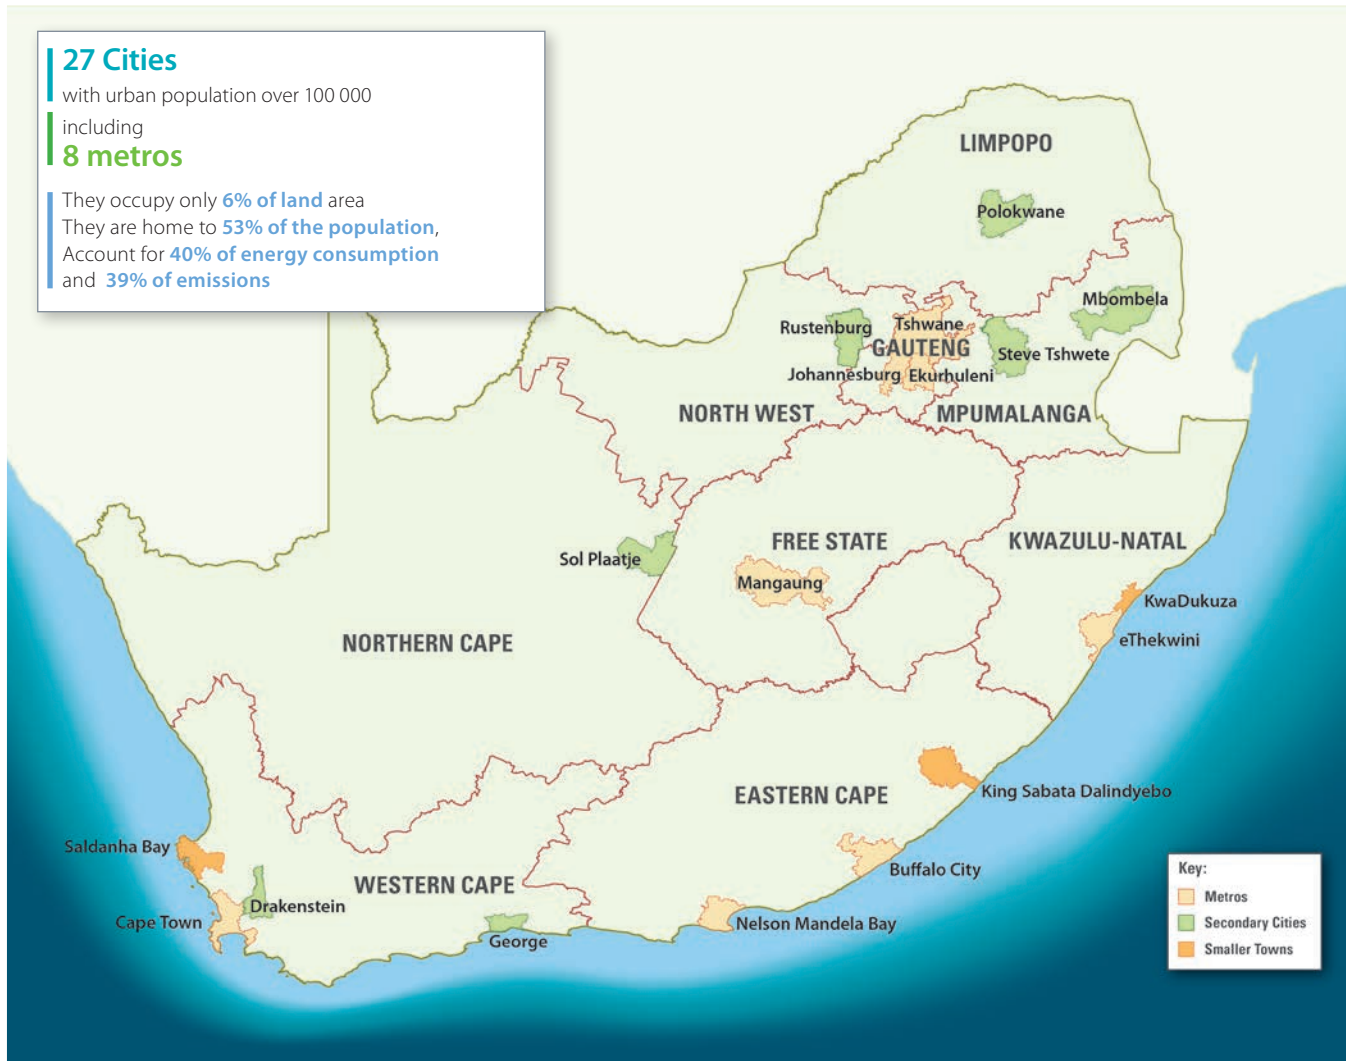 27 Cities
with urban population over 100 000
including
8 metros
They occupy only 6% of land area
They are home to 53% of the population,
Account for 40% of energy consumption
and 39% of emissions
LIMPOPO
Polokwane
Mbombela
Rustenburg
Tshwane
GAUTENG
Steve Tshwete
Johannesburg
Ekurhuleni
NORTH WEST
MPUMALANGA
FREE STATE
KWAZULU-NATAL
Sol Plaatje
Mangaung
KwaDukuza
eThekwini
NORTHERN CAPE
EASTERN CAPE
King Sabata Dalindyebo
Saldanha Bay
Buffalo City
WESTERN CAPE
Drakenstein
Cape Town
Nelson Mandela Bay
George
Key:
Metros
Secondary Cities
Smaller Towns